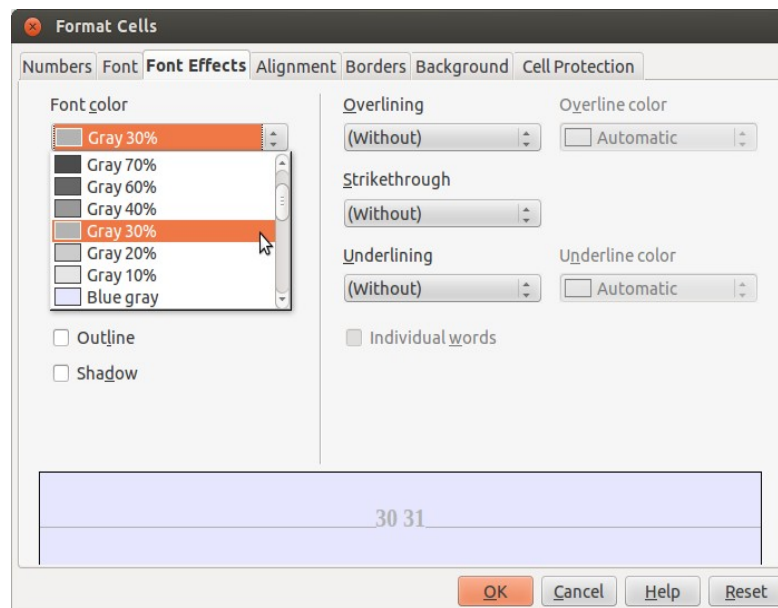 Format Cells
Numbers Font Font Effects Alignment Borders Background Cell Protection
Font color
Gray 30%
Gray 70%
Gray 60%
Gray 40%
Gray 30%
Gray 20%
Gray 10%
Blue gray
Outline
Shadow
Overlining
(Without)
Overline color
Automatic
Strikethrough
(Without)
Underlining
(Without)
Underline color
Automatic
Individual words
30 31
OK Cancel Help Reset